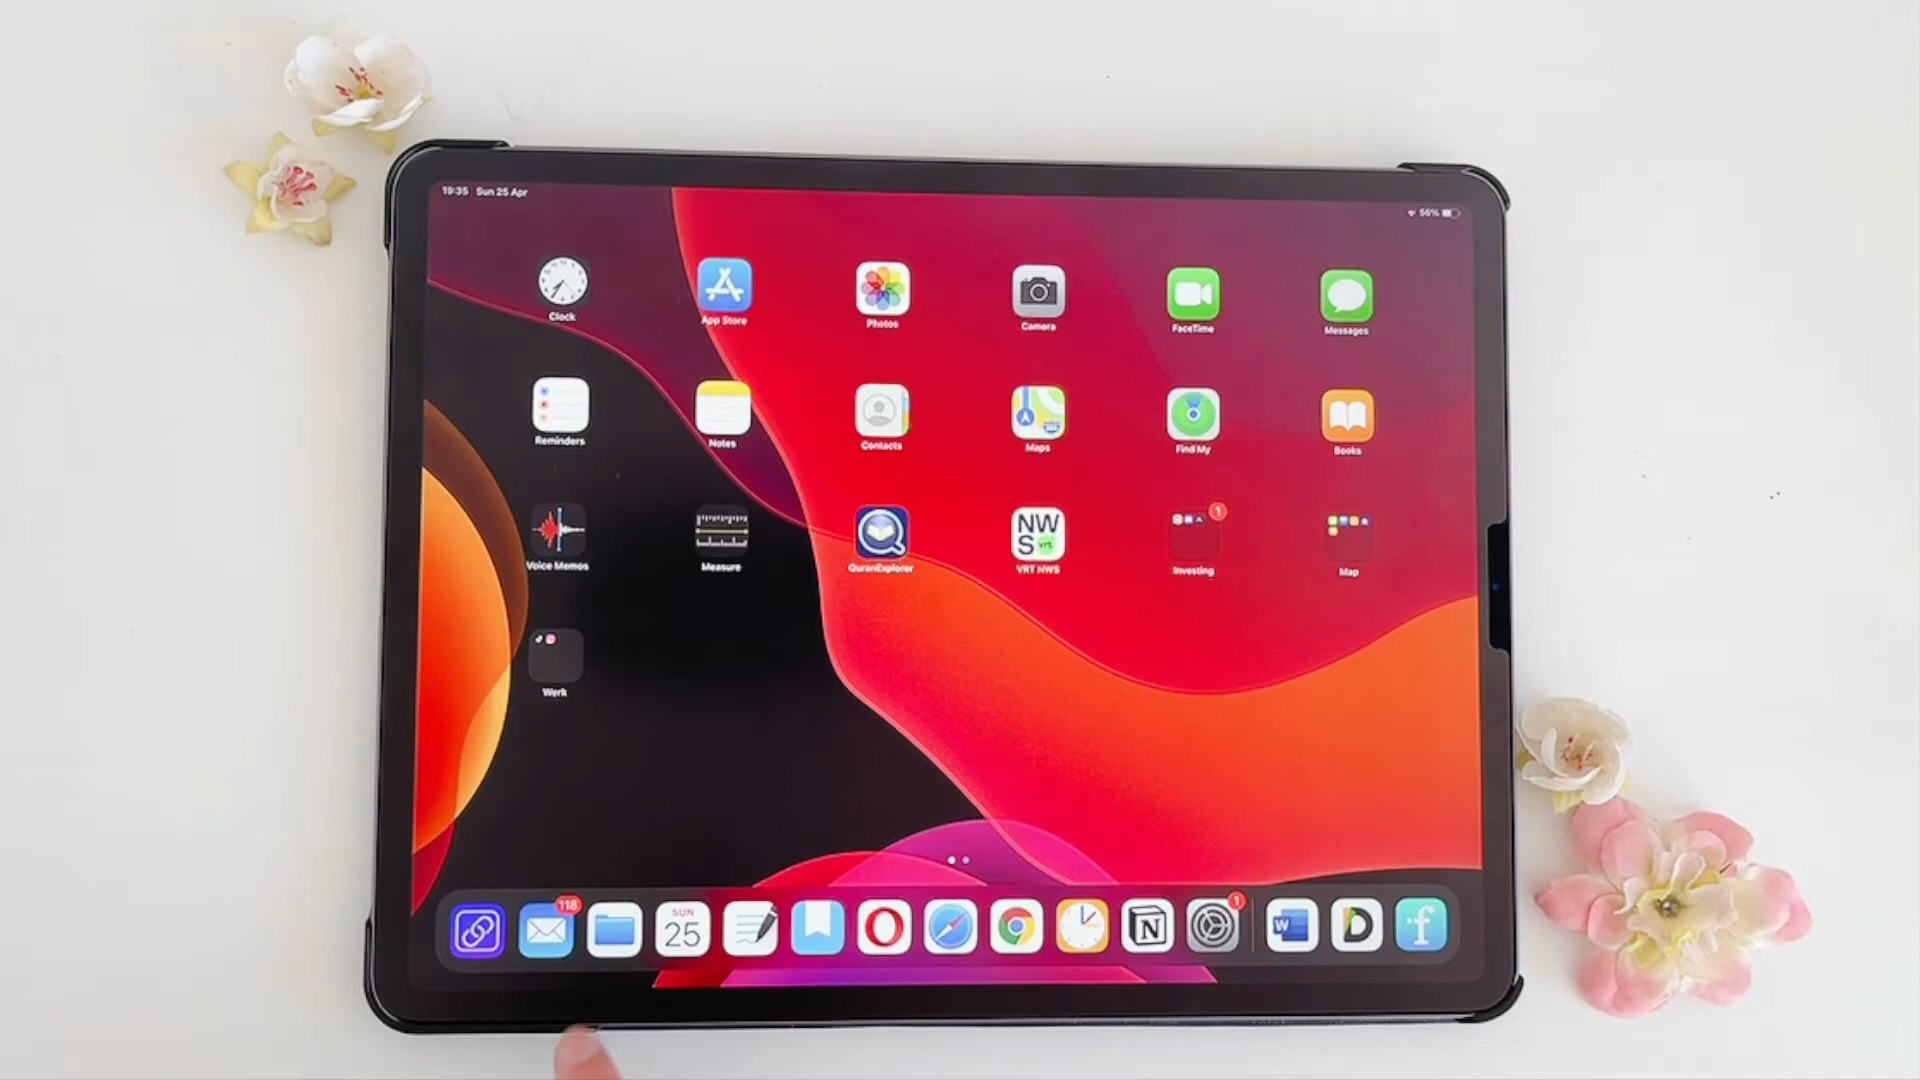 19:35 Sun 25 Apr
56%
Clock
App Store
Photos
Camera
FaceTime
Messages
Reminders
Notes
Contacts
Maps
Find My
Books
NW
S vrt
1
Voice Memos
Measure
QuranExplorer
VRT NWS
Investing
Map
Werk
118
SUN
25
1
W